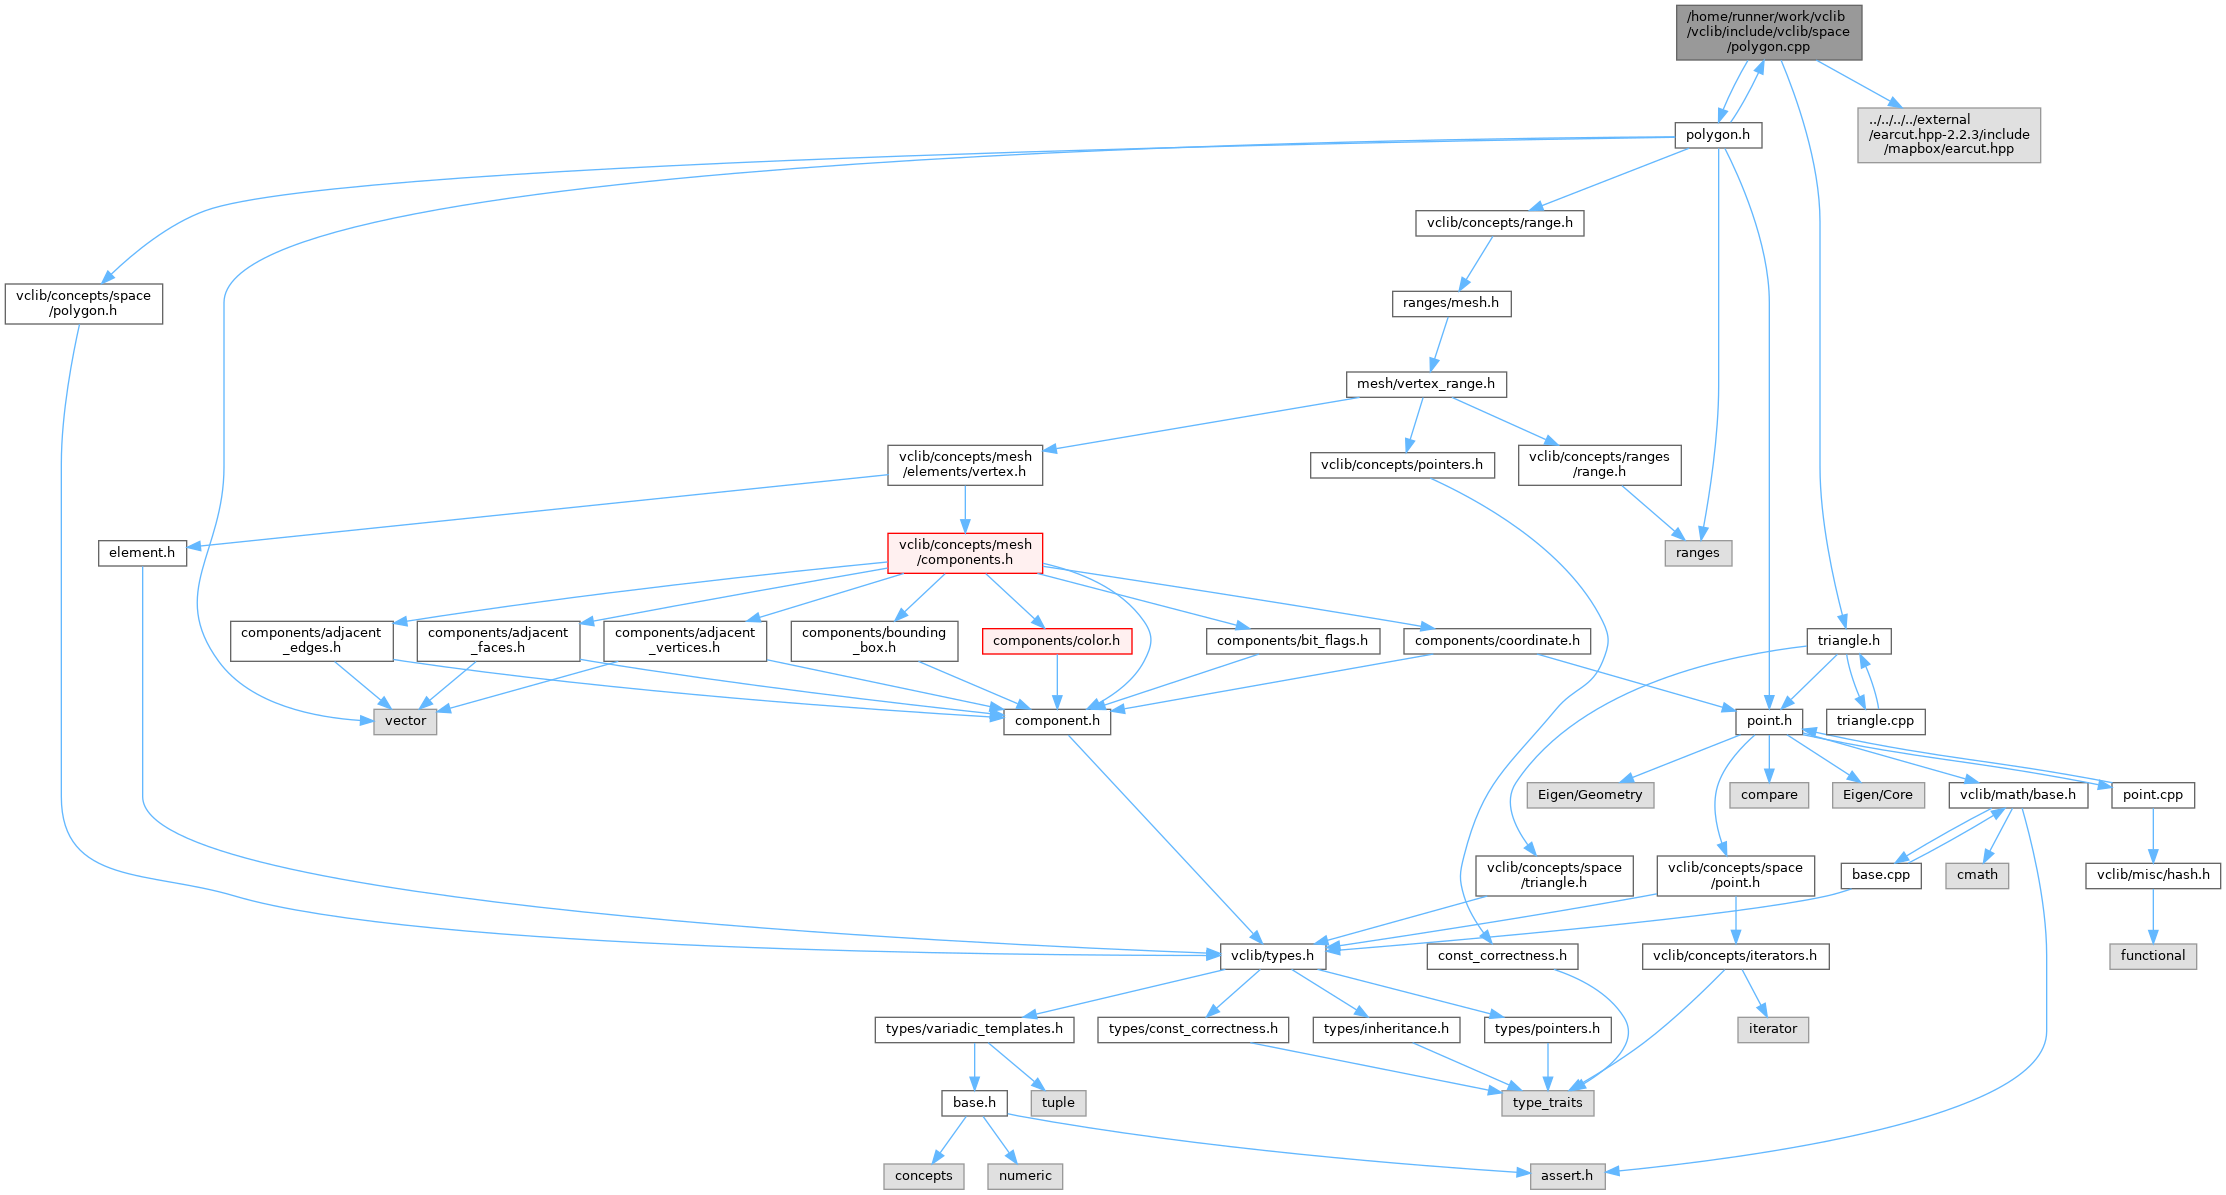 /home/runner/work/vclib
/vclib/include/vclib/space
/polygon.cpp
../../../../external
/earcut.hpp-2.2.3/include
/mapbox/earcut.hpp
polygon.h
vclib/concepts/range.h
vclib/concepts/space
/polygon.h
ranges/mesh.h
mesh/vertex_range.h
vclib/concepts/mesh
/elements/vertex.h
vclib/concepts/pointers.h
vclib/concepts/ranges
/range.h
element.h
vclib/concepts/mesh
/components.h
ranges
components/adjacent
_edges.h
components/adjacent
_faces.h
components/adjacent
_vertices.h
components/bounding
_box.h
components/color.h
components/bit_flags.h
components/coordinate.h
triangle.h
vector
component.h
point.h
triangle.cpp
Eigen/Geometry
compare
Eigen/Core
vclib/math/base.h
point.cpp
vclib/concepts/space
/triangle.h
vclib/concepts/space
/point.h
base.cpp
cmath
vclib/misc/hash.h
vclib/types.h
const_correctness.h
vclib/concepts/iterators.h
functional
types/variadic_templates.h
types/const_correctness.h
types/inheritance.h
types/pointers.h
iterator
base.h
tuple
type_traits
concepts
numeric
assert.h